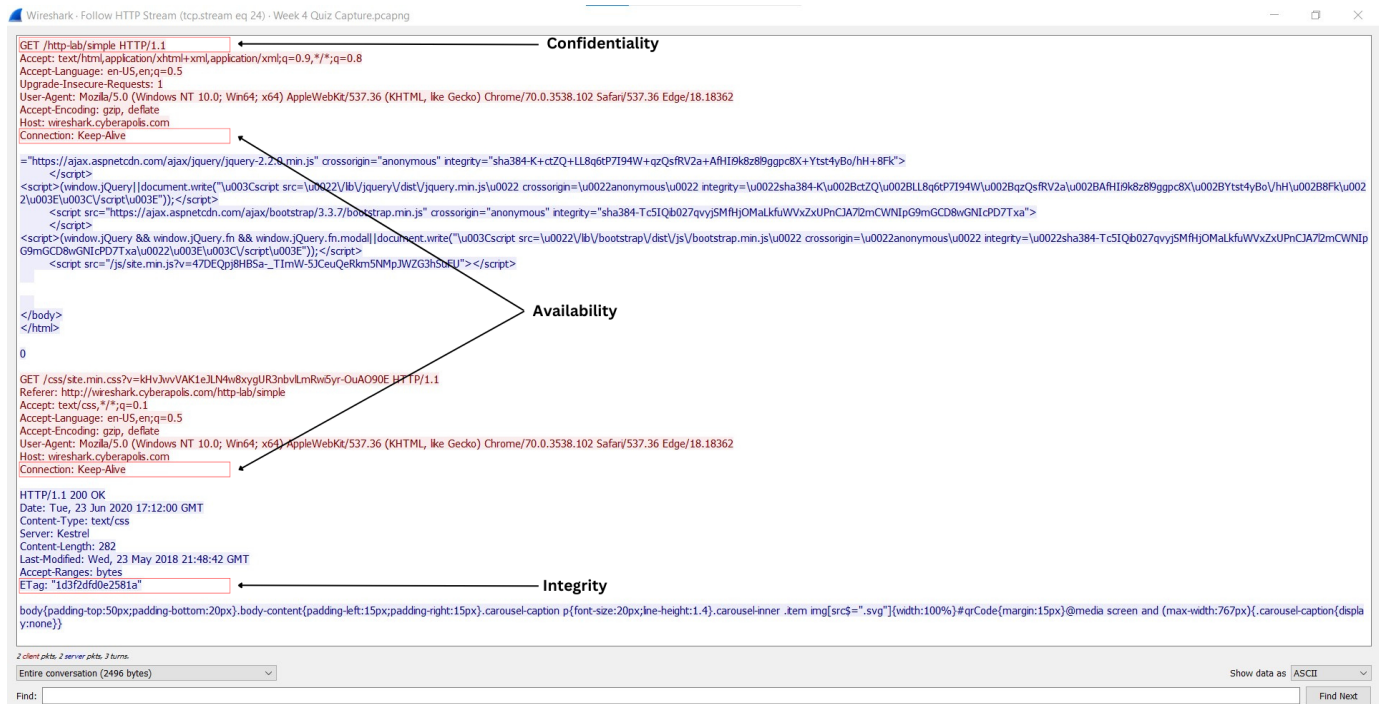 Wireshark · Follow HTTP Stream (tcp.stream eq 24) · Week 4 Quiz Capture.pcapng
GET /http-lab/simple HTTP/1.1
Confidentiality
Accept: text/html,application/xhtml+xml,application/xml;q=0.9,*/*;q=0.8
Accept-Language: en-US,en;q=0.5
Upgrade-Insecure-Requests: 1
User-Agent: Mozilla/5.0 (Windows NT 10.0; Win64; x64) AppleWebKit/537.36 (KHTML, like Gecko) Chrome/70.0.3538.102 Safari/537.36 Edge/18.18362
Accept-Encoding: gzip, deflate
Host: wireshark.cyberapolis.com
Connection: Keep-Alive
="https://ajax.aspnetcdn.com/ajax/jquery/jquery-2.2.0.min.js" crossorigin="anonymous" integrity="sha384-K+ctZQ+LL8q6tP7I94W+qzQsfRV2a+AfHI9k8z8l9ggpc8X+Ytst4yBo/hH+8Fk">
</script>
<script>(window.jQuery||document.write("\u003Cscript src=\u0022\/lib\/jquery\/dist\/jquery.min.js\u0022 crossorigin=\u0022anonymous\u0022 integrity=\u0022sha384-K\u002BctZQ\u002BLL8q6tP7I94W\u002BqzQsfRV2a\u002BAfHI9k8z8l9ggpc8X\u002BYtst4yBo\/hH\u002B8Fk\u002
2\u003E\u003C\/script\u003E"));</script>
<script src="https://ajax.aspnetcdn.com/ajax/bootstrap/3.3.7/bootstrap.min.js" crossorigin="anonymous" integrity="sha384-Tc5IQib027qvyjSMfHjOMaLkfuWVxZxUPnCJA7l2mCWNIpG9mGCD8wGNIcPD7Txa">
</script>
<script>(window.jQuery && window.jQuery.fn && window.jQuery.fn.modal||document.write("\u003Cscript src=\u0022\/lib\/bootstrap\/dist\/js\/bootstrap.min.js\u0022 crossorigin=\u0022anonymous\u0022 integrity=\u0022sha384-Tc5IQib027qvyjSMfHjOMaLkfuWVxZxUPnCJA7l2mCWNIp
G9mGCD8wGNIcPD7Txa\u0022\u003E\u003C\/script\u003E"));</script>
<script src="/js/site.min.js?v=47DEQpj8HBSa-_TImW-5JCeuQeRkm5NMpJWZG3hSuFU"></script>
Availability
</body>
</html>
0
GET /css/site.min.css?v=kHvJwvVAK1eJLN4w8xygUR3nbvlLmRwi5yr-OuAO90E HTTP/1.1
Referer: http://wireshark.cyberapolis.com/http-lab/simple
Accept: text/css,*/*;q=0.1
Accept-Language: en-US,en;q=0.5
Accept-Encoding: gzip, deflate
User-Agent: Mozilla/5.0 (Windows NT 10.0; Win64; x64) AppleWebKit/537.36 (KHTML, like Gecko) Chrome/70.0.3538.102 Safari/537.36 Edge/18.18362
Host: wireshark.cyberapolis.com
Connection: Keep-Alive
HTTP/1.1 200 OK
Date: Tue, 23 Jun 2020 17:12:00 GMT
Content-Type: text/css
Server: Kestrel
Content-Length: 282
Last-Modified: Wed, 23 May 2018 21:48:42 GMT
Accept-Ranges: bytes
ETag: "1d3f2dfd0e2581a"
Integrity
body{padding-top:50px;padding-bottom:20px}.body-content{padding-left:15px;padding-right:15px}.carousel-caption p{font-size:20px;line-height:1.4}.carousel-inner .item img[src$=".svg"]{width:100%}#qrCode{margin:15px}@media screen and (max-width:767px){.carousel-caption{displa
y:none}}
2 client pkts, 2 server pkts, 3 turns.
Entire conversation (2496 bytes)
Show data as ASCII
Find:
Find Next